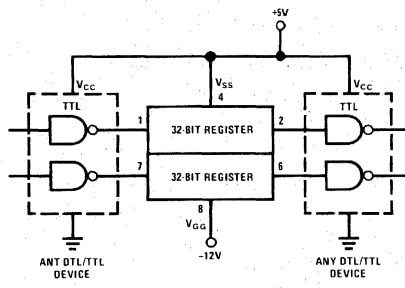 +5V
VCC
VSS
VCC
4
TTL
TTL
1
32-BIT REGISTER
2
7
32-BIT REGISTER
6
8
VGG
-12V
ANY DTL/TTL
DEVICE
ANY DTL/TTL
DEVICE